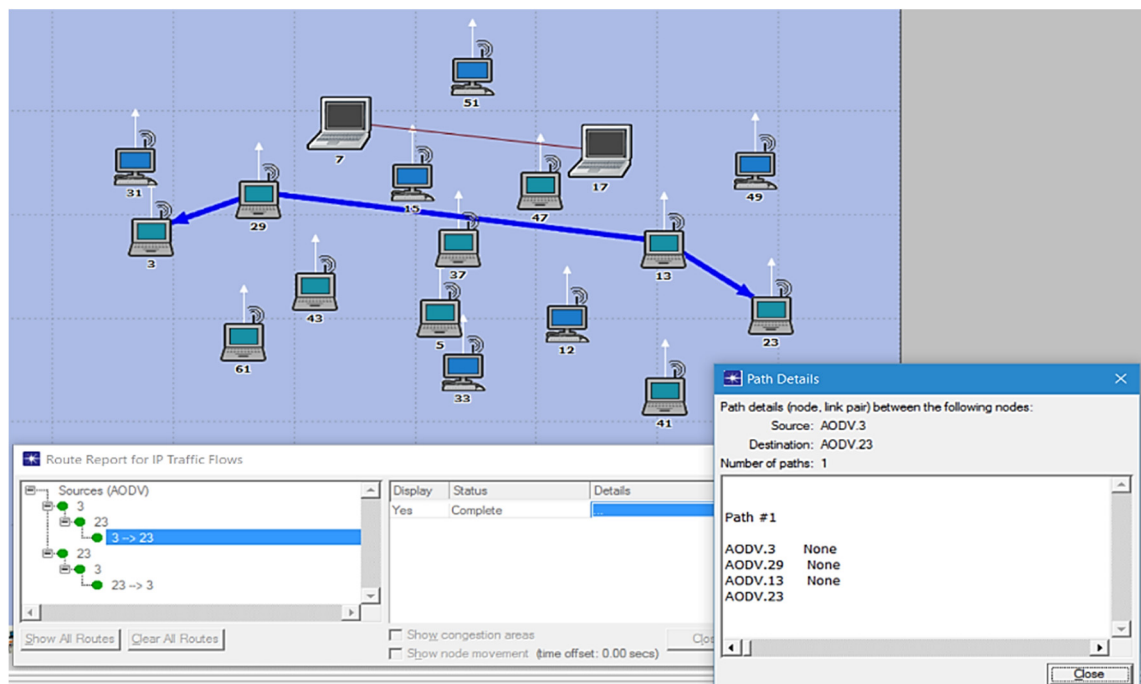 51
7
17
31
15
47
49
29
3
37
13
43
5
12
23
61
33
41
Path Details
Path details (node, link pair) between the following nodes:
Source: AODV.3
Destination: AODV.23
Number of paths: 1
Path #1
AODV.3 None
AODV.29 None
AODV.13 None
AODV.23
Close
Route Report for IP Traffic Flows
Sources (AODV)
3
23
3 --> 23
23
3
23 --> 3
Display Status Details
Yes Complete ...
Show All Routes Clear All Routes
Show congestion areas
Show node movement (time offset: 0.00 secs)